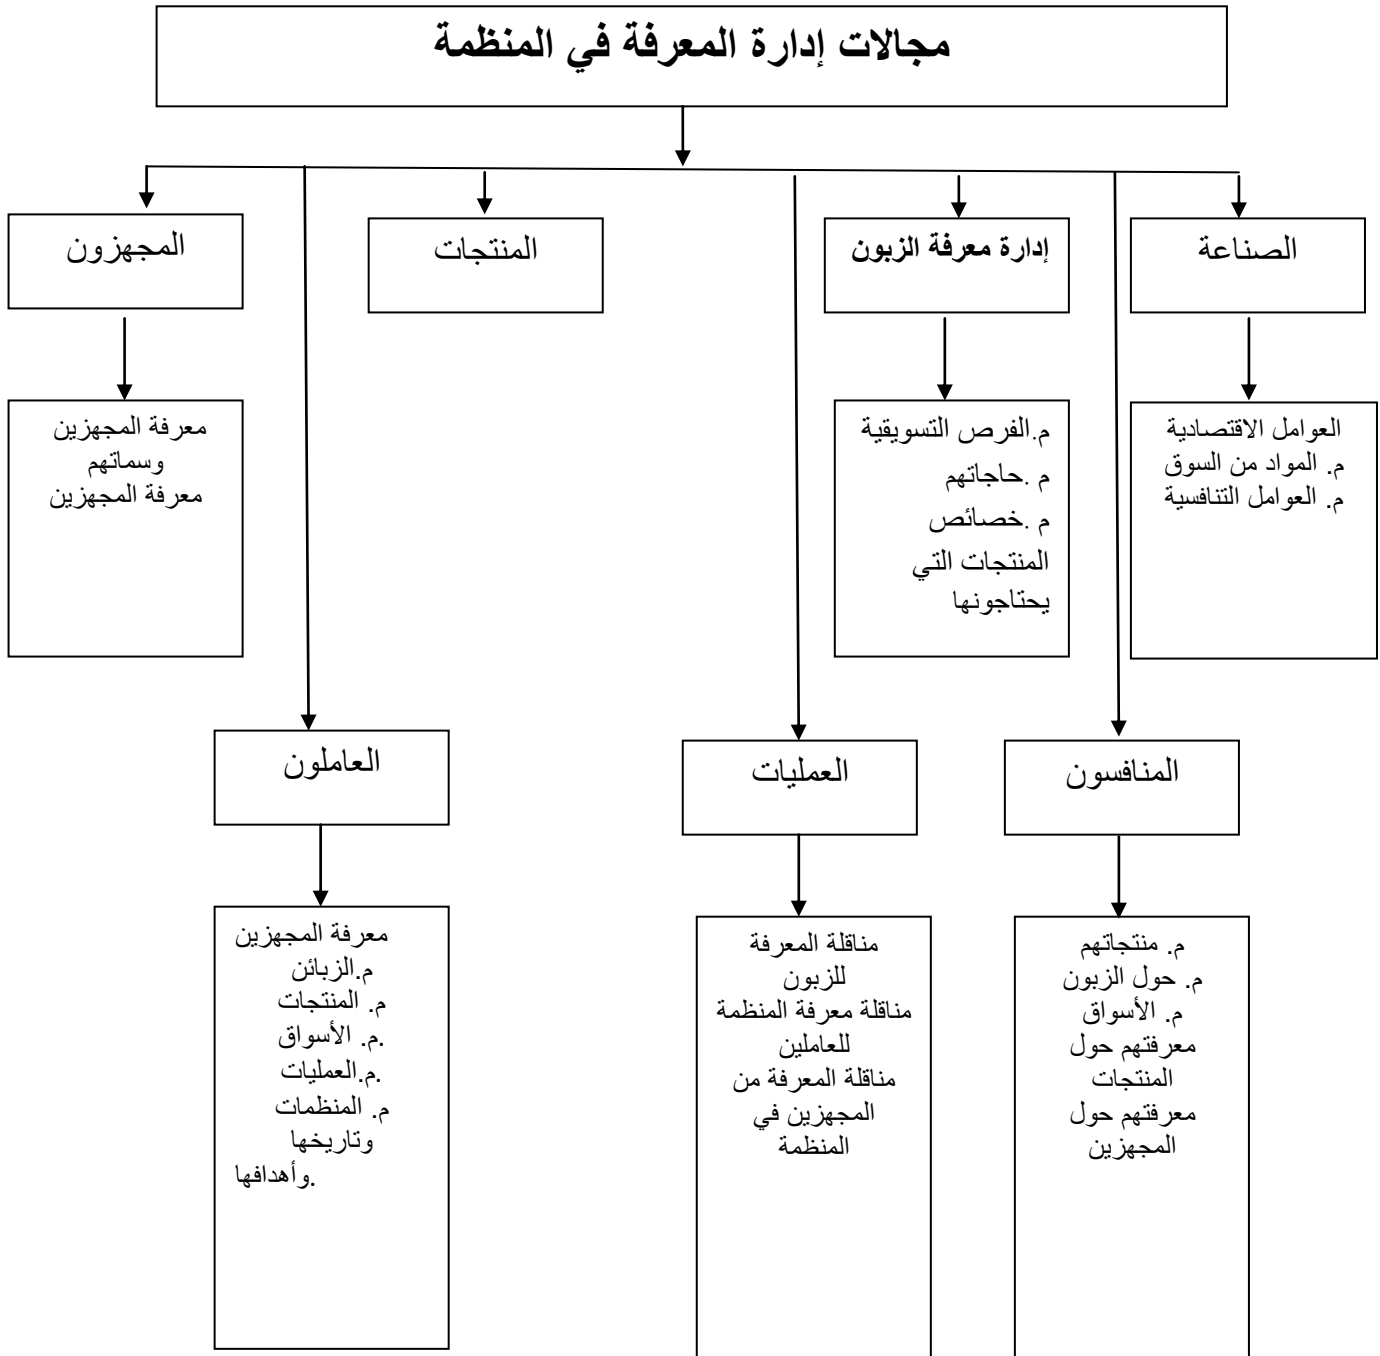 مجالات إدارة المعرفة في المنظمة
الصناعة
إدارة معرفة الزبون
المنتجات
المجهزون
العوامل الاقتصادية
م. المواد من السوق
م. العوامل التنافسية
م.الفرص التسويقية
م .حاجاتهم
م .خصائص
المنتجات التي
يحتاجونها
معرفة المجهزين
وسماتهم
معرفة المجهزين
المنافسون
العمليات
العاملون
م. منتجاتهم
م. حول الزبون
م. الأسواق
معرفتهم حول
المنتجات
معرفتهم حول
المجهزين
مناقلة المعرفة
للزبون
مناقلة معرفة المنظمة
للعاملين
مناقلة المعرفة من
المجهزين في
المنظمة
معرفة المجهزين
م.الزبائن
م. المنتجات
.م. الأسواق
.م.العمليات
م. المنظمات
وتاريخها
وأهدافها.